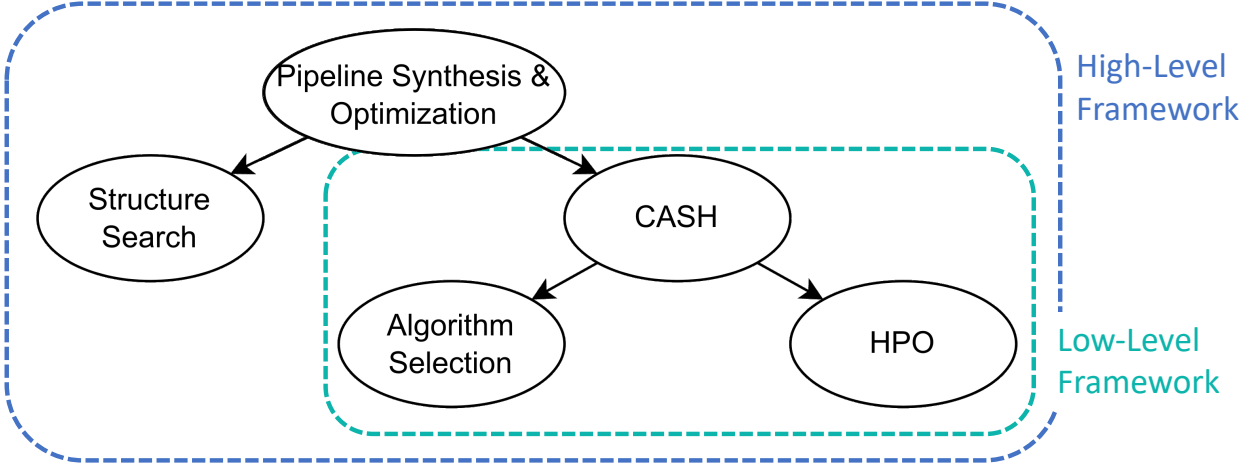 Pipeline Synthesis &
Optimization
High-Level
Framework
Structure
Search
CASH
Algorithm
Selection
HPO
Low-Level
Framework